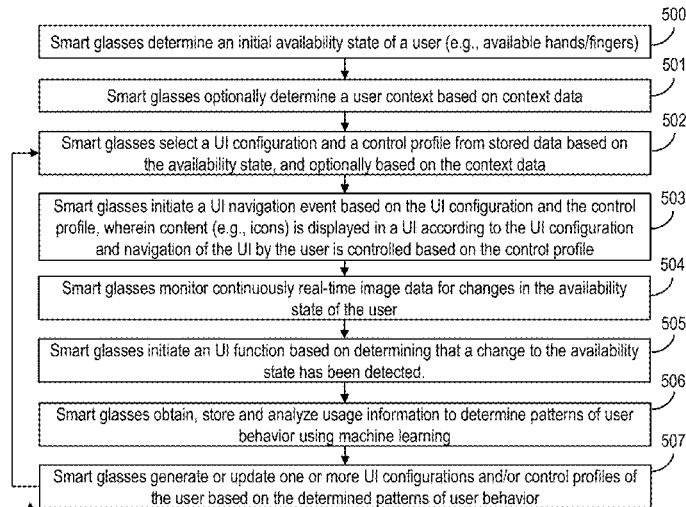 500
Smart glasses determine an initial availability state of a user (e.g., available hands/fingers)
501
Smart glasses optionally determine a user context based on context data
502
Smart glasses select a UI configuration and a control profile from stored data based on
the availability state, and optionally based on the context data
503
Smart glasses initiate a UI navigation event based on the UI configuration and the control
profile, wherein content (e.g., icons) is displayed in a UI according to the UI configuration
and navigation of the UI by the user is controlled based on the control profile
504
Smart glasses monitor continuously real-time image data for changes in the availability
state of the user
505
Smart glasses initiate an UI function based on determining that a change to the availability
state has been detected.
506
Smart glasses obtain, store and analyze usage information to determine patterns of user
behavior using machine learning
507
Smart glasses generate or update one or more UI configurations and/or control profiles of
the user based on the determined patterns of user behavior